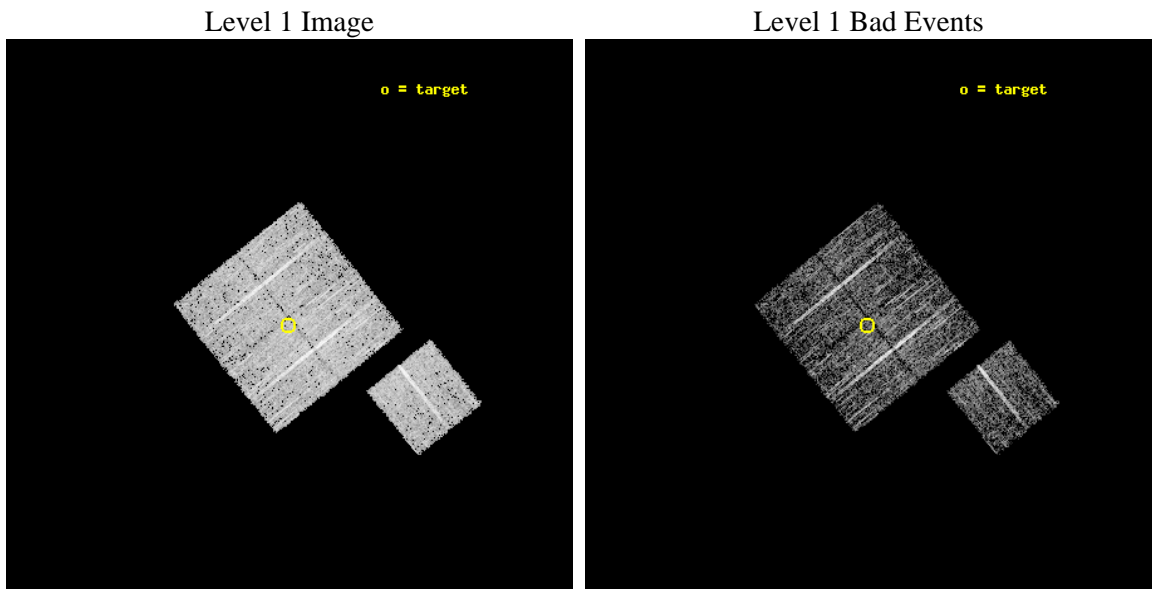 Level 1 Image
Level 1 Bad Events
o = target
o = target